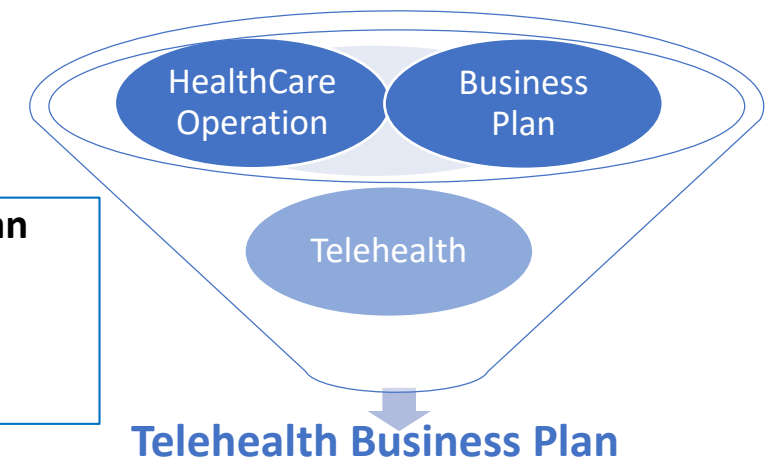 HealthCare
Operation
Business
Plan
Telehealth
Telehealth Business Plan